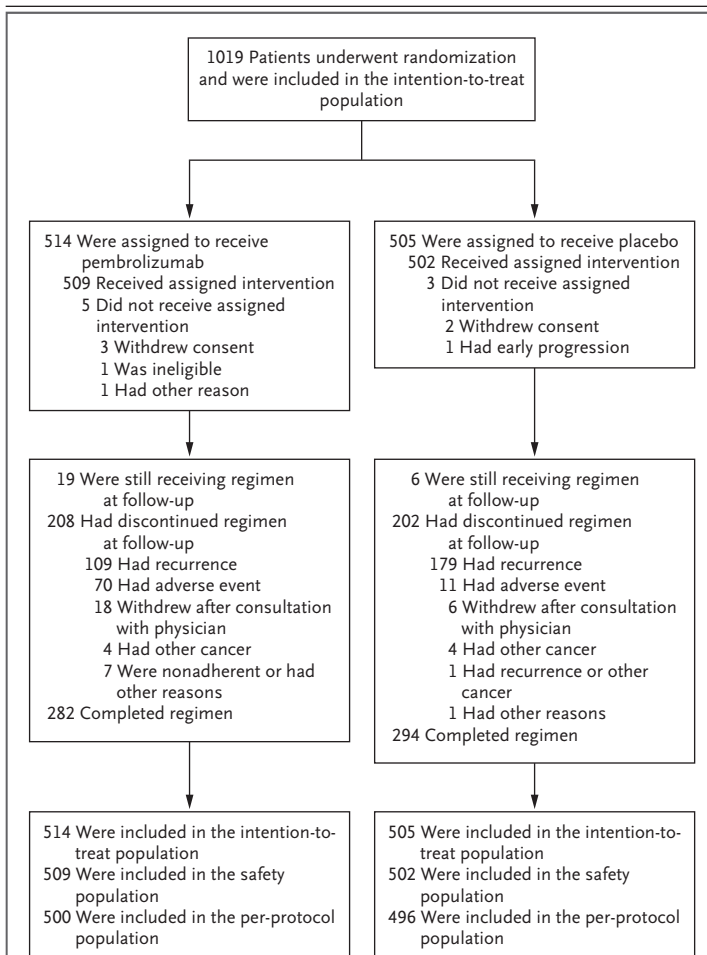 1019 Patients underwent randomization
and were included in the intention-to-treat
population
514 Were assigned to receive
pembrolizumab
509 Received assigned intervention
5 Did not receive assigned
intervention
3 Withdrew consent
1 Was ineligible
1 Had other reason
505 Were assigned to receive placebo
502 Received assigned intervention
3 Did not receive assigned
intervention
2 Withdrew consent
1 Had early progression
19 Were still receiving regimen
at follow-up
208 Had discontinued regimen
at follow-up
109 Had recurrence
70 Had adverse event
18 Withdrew after consultation
with physician
4 Had other cancer
7 Were nonadherent or had
other reasons
282 Completed regimen
6 Were still receiving regimen
at follow-up
202 Had discontinued regimen
at follow-up
179 Had recurrence
11 Had adverse event
6 Withdrew after consultation
with physician
4 Had other cancer
1 Had recurrence or other
cancer
1 Had other reasons
294 Completed regimen
514 Were included in the intention-to-
treat population
509 Were included in the safety
population
500 Were included in the per-protocol
population
505 Were included in the intention-to-
treat population
502 Were included in the safety
population
496 Were included in the per-protocol
population